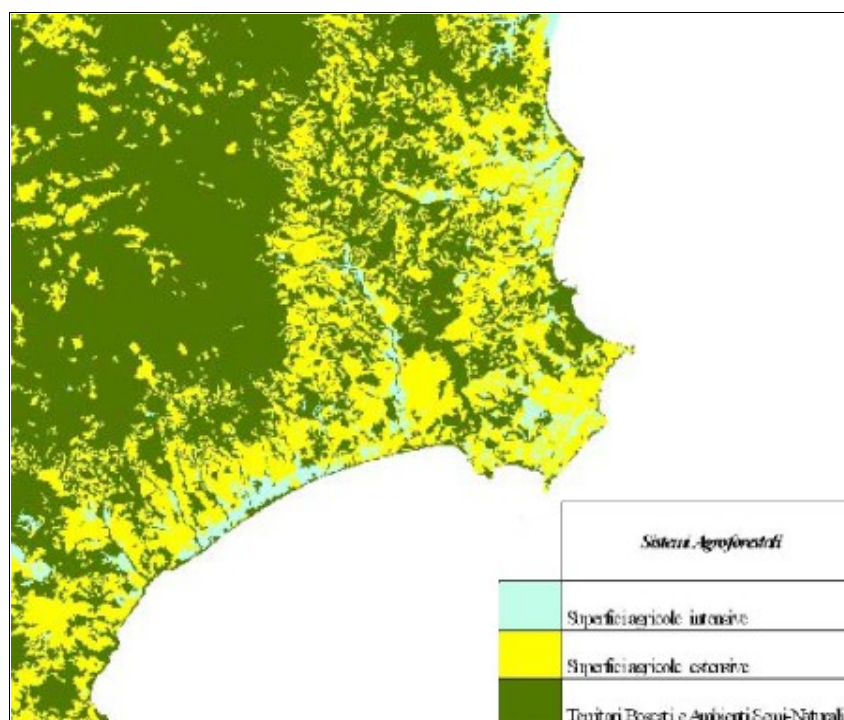 Sistemi Agroforestali
Superfici agricole intensive
Superfici agricole estensive
Territori Boscati e Ambienti Semi-Naturali